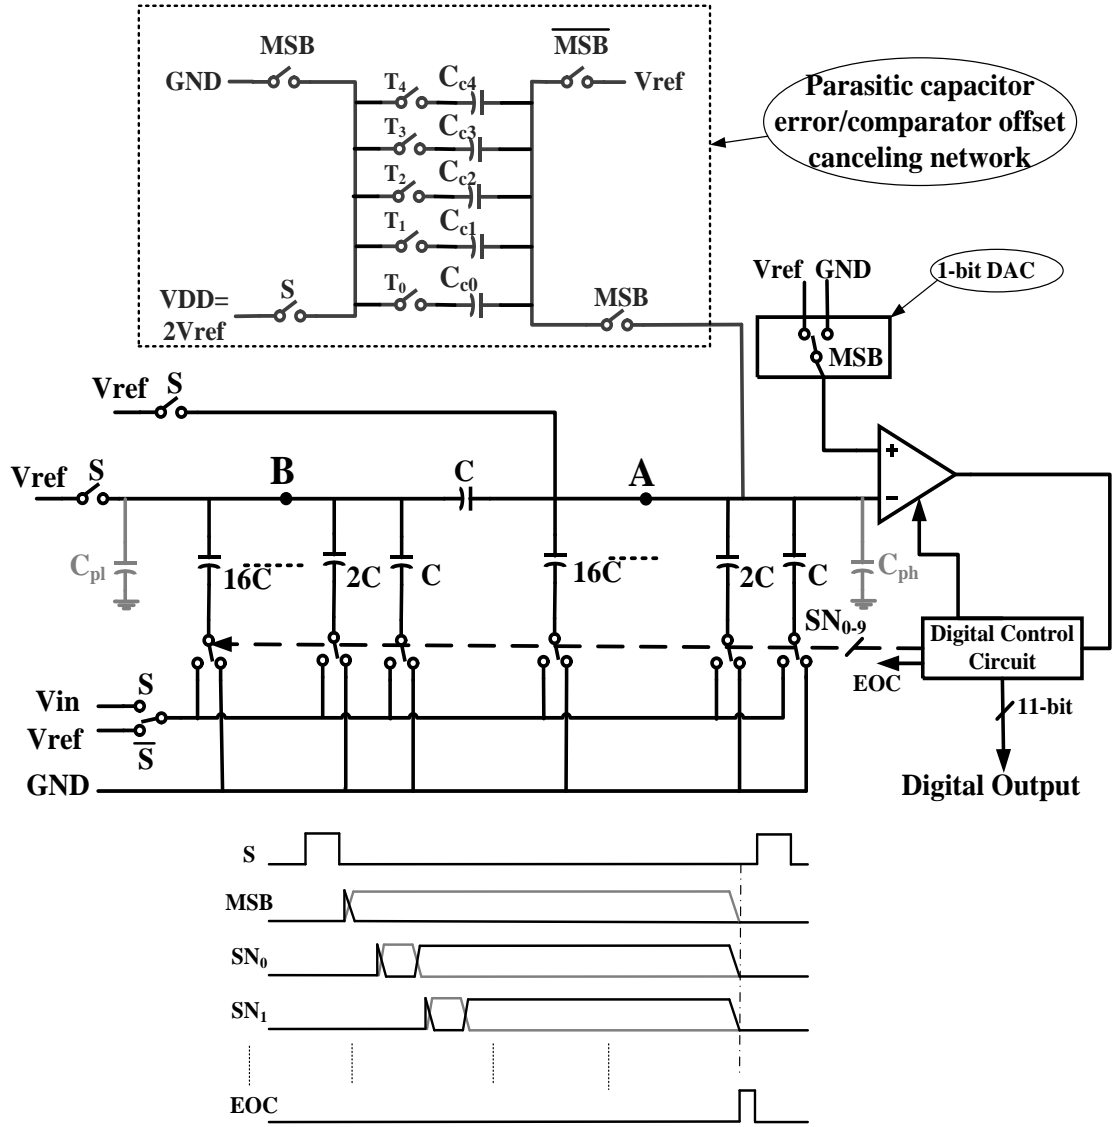 MSB
M̅S̅B̅
GND
T4
Cc4
Vref
Parasitic capacitor
error/comparator offset
canceling network
T3
Cc3
T2
Cc2
T1
Cc1
T0
Cc0
VDD=
2Vref
S
MSB
Vref GND
1-bit DAC
MSB
Vref
S
Vref
S
B
C
A
+
−
Cpl
16C
2C
C
16C
2C
C
Cph
SN0-9
Digital Control
Circuit
EOC
11-bit
Vin
S
Vref
S̅
GND
Digital Output
S
MSB
SN0
SN1
EOC